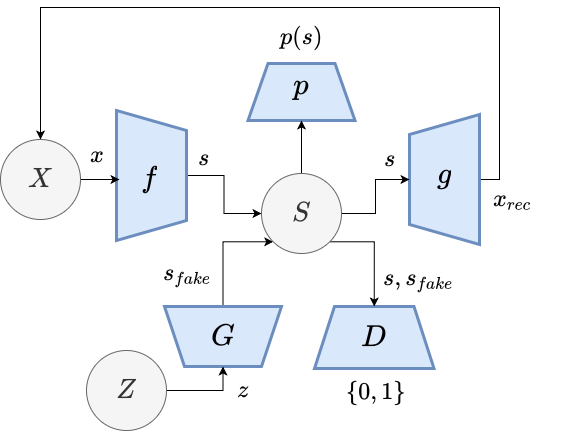 p(s)
p
X
x
f
s
S
s
g
x_{rec}
s_{fake}
s, s_{fake}
G
D
Z
z
{0, 1}